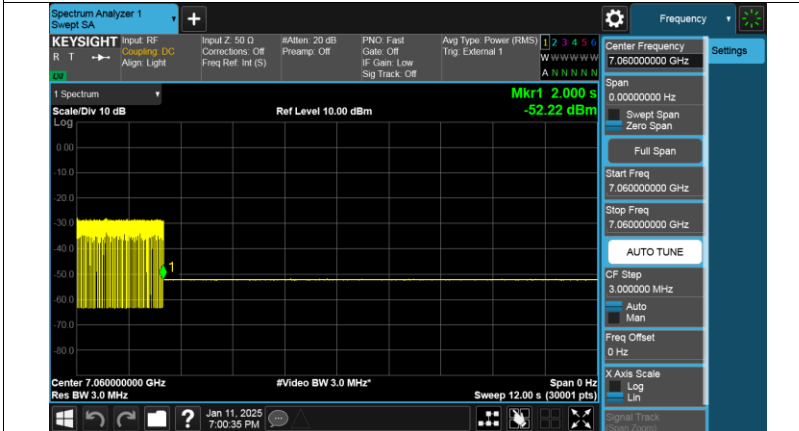 Spectrum Analyzer 1
Swept SA
Frequency
KEYSIGHT
R T
LXI
Input: RF
Coupling: DC
Align: Light
Input Z: 50 Ω
Corrections: Off
Freq Ref: Int (S)
#Atten: 20 dB
Preamp: Off
PNO: Fast
Gate: Off
IF Gain: Low
Sig Track: Off
Avg Type: Power (RMS)
Trig: External 1
1 2 3 4 5 6
W W W W W W
A N N N N N
1 Spectrum
Scale/Div 10 dB
Log
Ref Level 10.00 dBm
Mkr1 2.000 s
-52.22 dBm
0.00
-10.0
-20.0
-30.0
-40.0
-50.0
-60.0
-70.0
-80.0
1
Center 7.060000000 GHz
Res BW 3.0 MHz
#Video BW 3.0 MHz*
Span 0 Hz
Sweep 12.00 s (30001 pts)
Jan 11, 2025
7:00:35 PM
Center Frequency
7.060000000 GHz
Span
0.00000000 Hz
Swept Span
Zero Span
Full Span
Start Freq
7.060000000 GHz
Stop Freq
7.060000000 GHz
AUTO TUNE
CF Step
3.000000 MHz
Auto
Man
Freq Offset
0 Hz
X Axis Scale
Log
Lin
Signal Track
(Span Zoom)
Settings